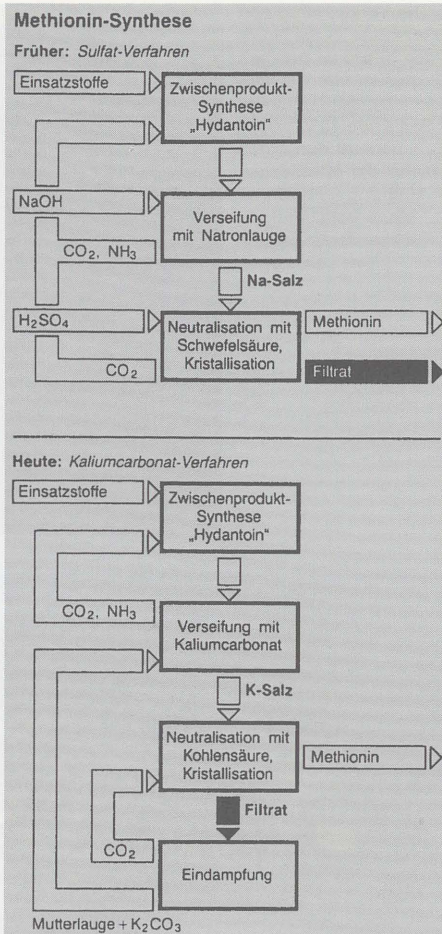 Methionin-Synthese
Früher: Sulfat-Verfahren
Einsatzstoffe
Zwischenprodukt-
Synthese
„Hydantoin“
NaOH
Verseifung
mit Natronlauge
CO₂, NH₃
Na-Salz
H₂SO₄
Neutralisation mit
Schwefelsäure,
Kristallisation
Methionin
CO₂
Filtrat
Heute: Kaliumcarbonat-Verfahren
Einsatzstoffe
Zwischenprodukt-
Synthese
„Hydantoin“
CO₂, NH₃
Verseifung mit
Kaliumcarbonat
K-Salz
Neutralisation mit
Kohlensäure,
Kristallisation
Methionin
Filtrat
CO₂
Eindampfung
Mutterlauge + K₂CO₃